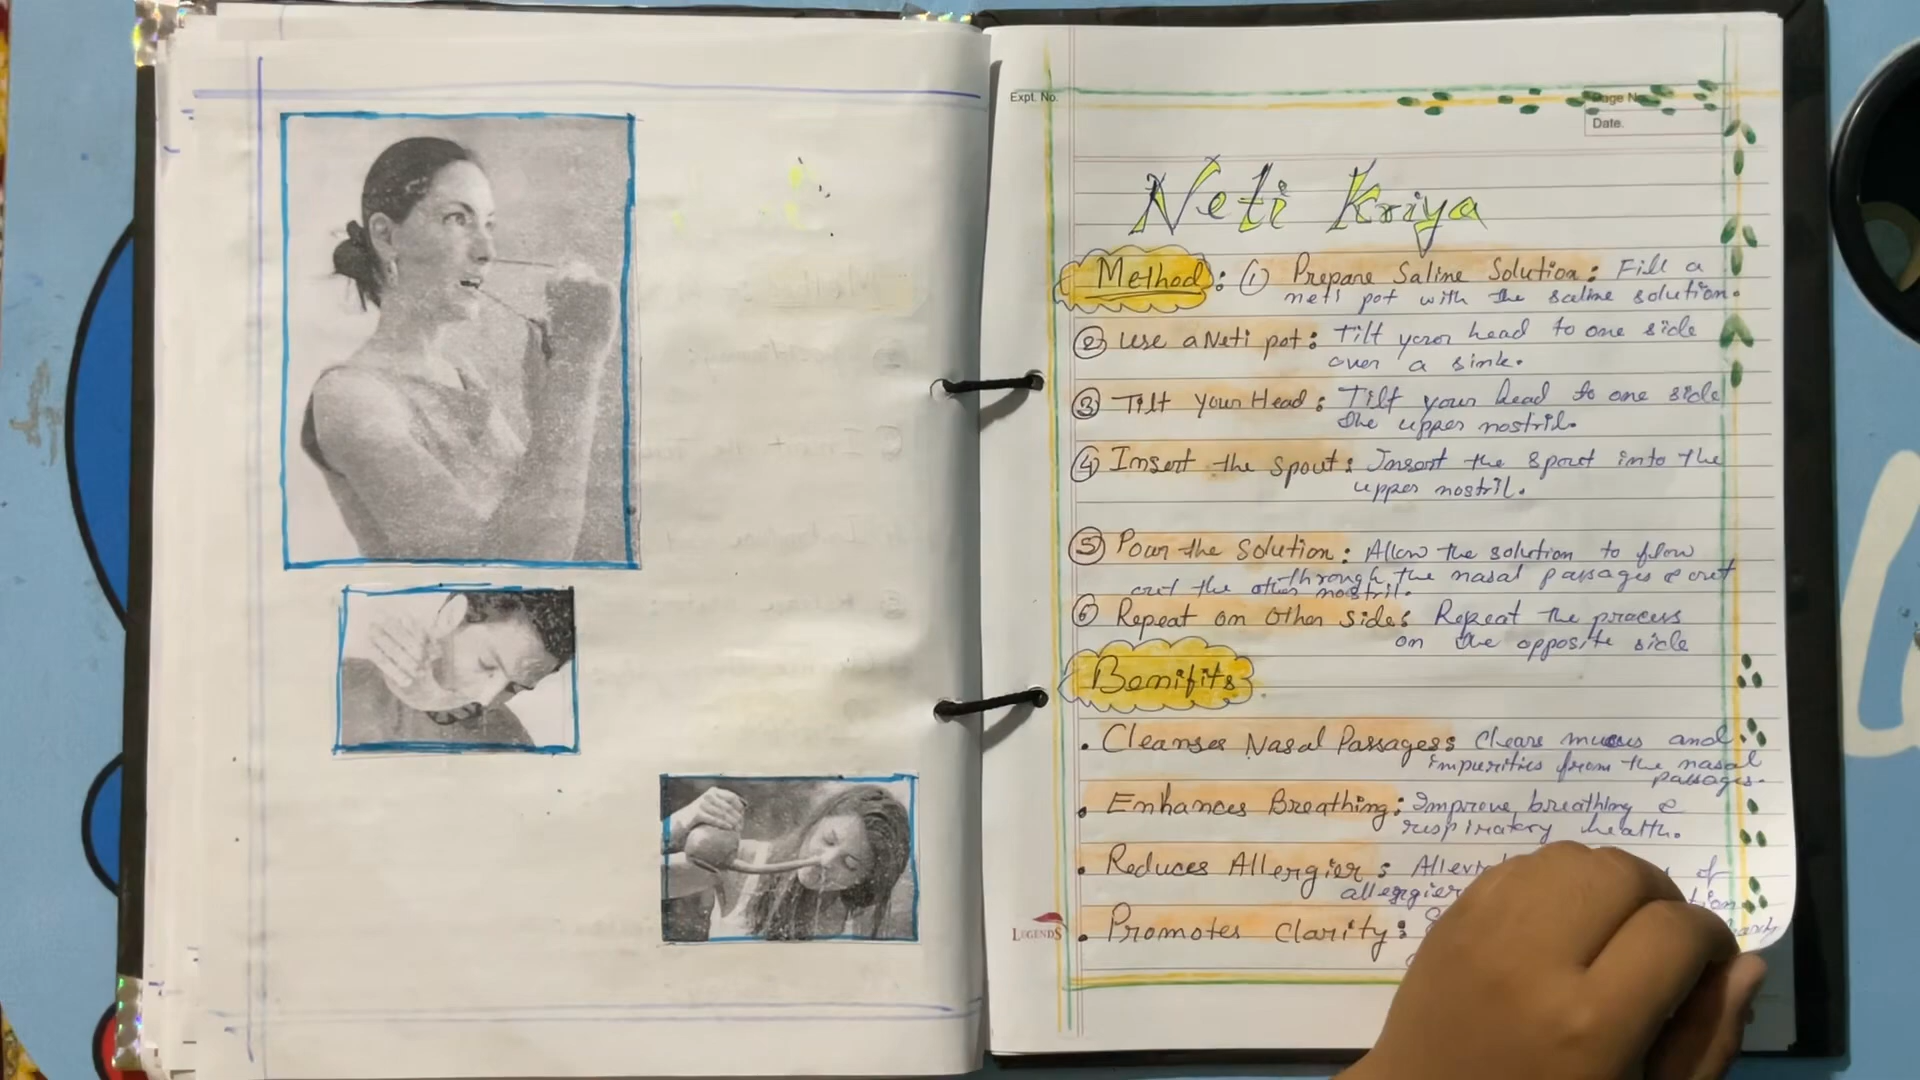 Expt. No.
Page No.
Date.
Neti Kriya
Method: ① Prepare Saline Solution: Fill a
neti pot with the saline solution.
② Use a Neti pot: Tilt your head to one side
over a sink.
③ Tilt Your Head: Tilt your head to one side
the upper nostril.
④ Insert the Spout: Insert the spout into the
upper nostril.
⑤ Pour the Solution: Allow the solution to flow
through the nasal passages & out
out the other nostril.
⑥ Repeat on Other Side: Repeat the process
on the opposite side
Benifits
• Cleanses Nasal Passages: Clears mucus and
impurities from the nasal
passages.
• Enhances Breathing: Improve breathing &
respiratory health.
• Reduces Allergier: of
allergier
LEGENDS
• Promotes Clarity: